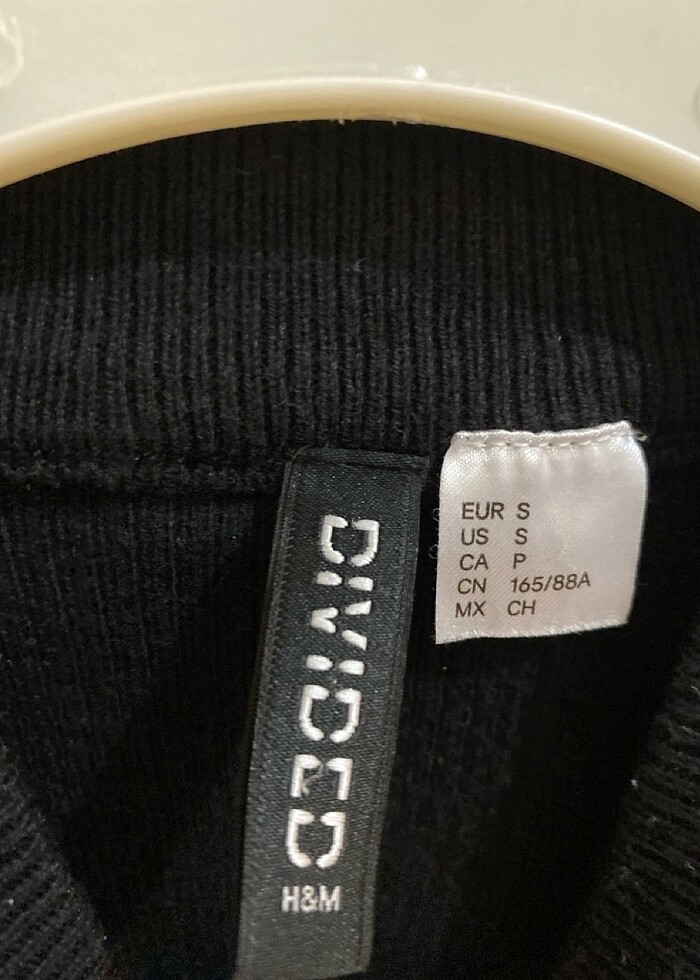 DIVIDED
H&M
EUR S
US S
CA P
CN 165/88A
MX CH